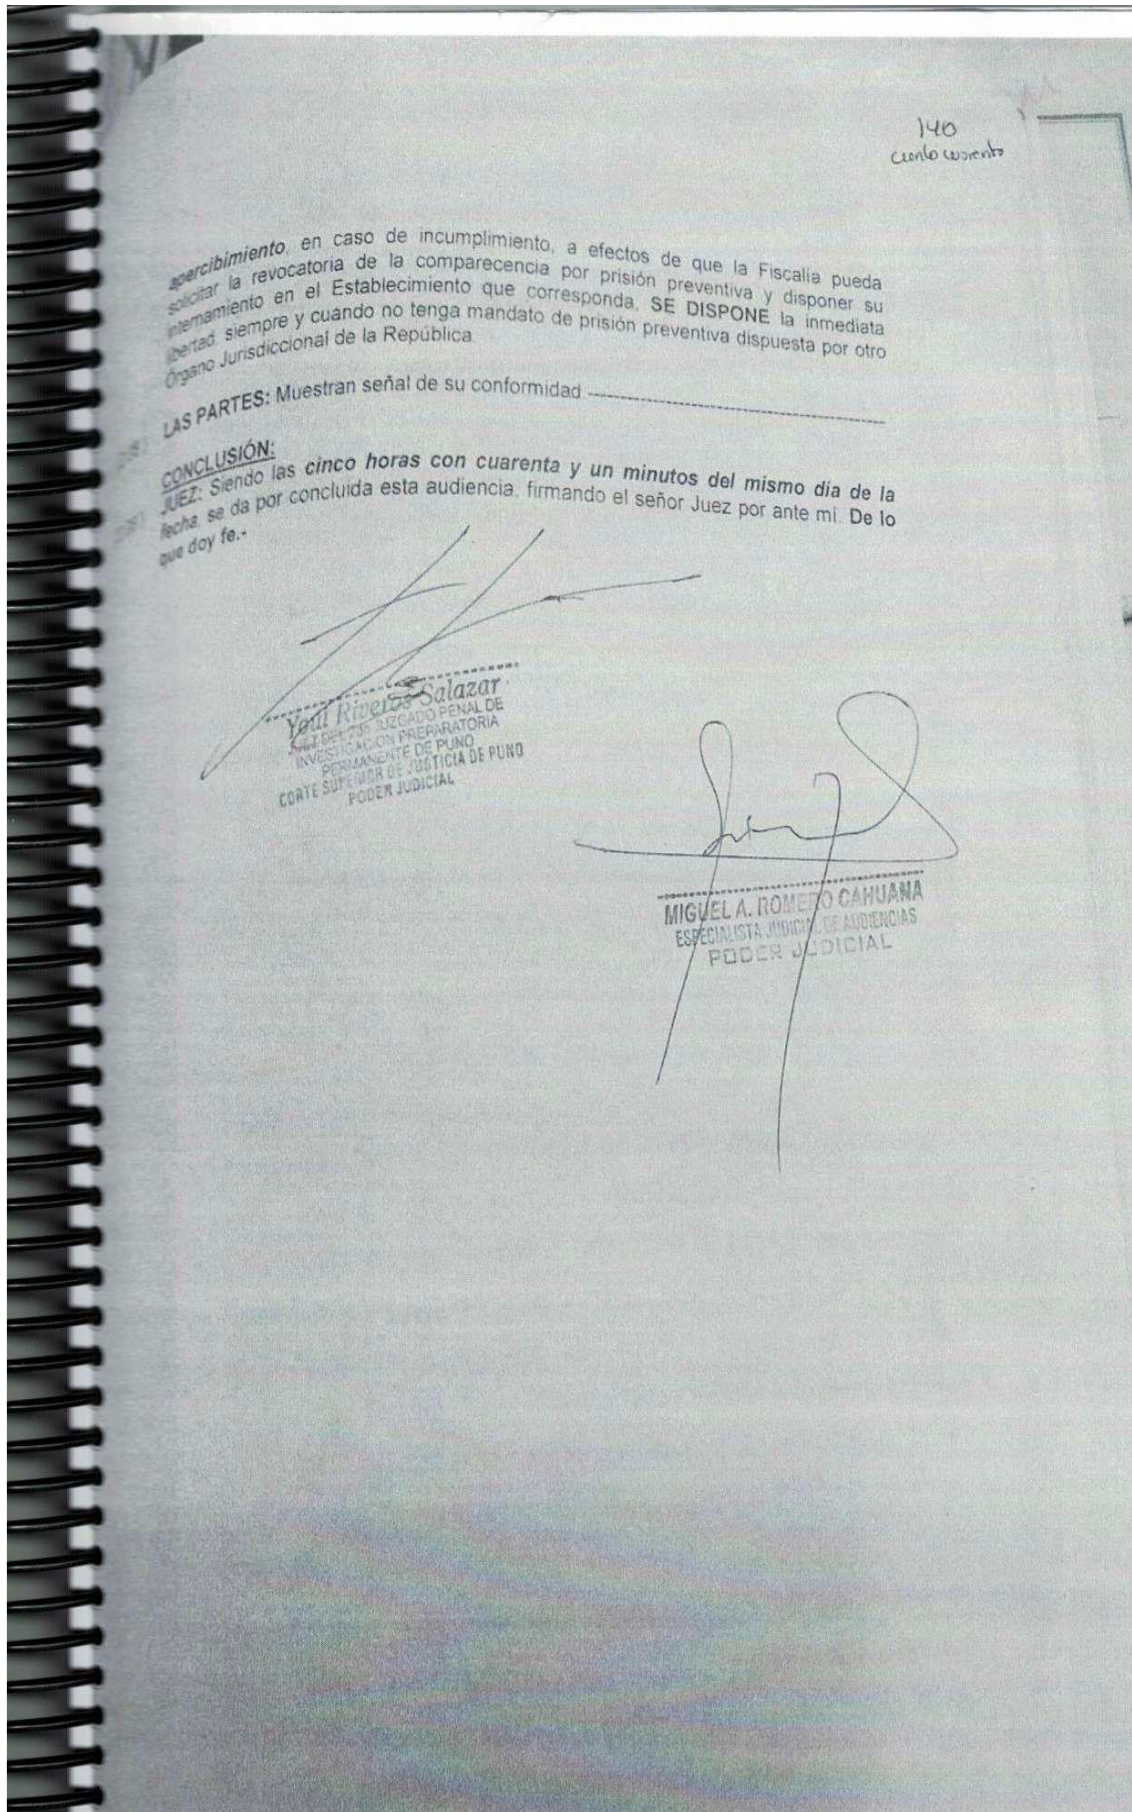 140
ciento cuarenta
apercibimiento, en caso de incumplimiento, a efectos de que la Fiscalía pueda
solicitar la revocatoria de la comparecencia por prisión preventiva y disponer su
internamiento en el Establecimiento que corresponda, SE DISPONE la inmediata
libertad, siempre y cuando no tenga mandato de prisión preventiva dispuesta por otro
Órgano Jurisdiccional de la República.
LAS PARTES: Muestran señal de su conformidad
CONCLUSIÓN:
JUEZ: Siendo las cinco horas con cuarenta y un minutos del mismo día de la
fecha, se da por concluida esta audiencia, firmando el señor Juez por ante mi. De lo
que doy fe.-
Riveros Salazar
JUZGADO PENAL DE
INVESTIGACION PREPARATORIA
PERMANENTE DE PUNO
CORTE SUPERIOR DE JUSTICIA DE PUNO
PODER JUDICIAL
MIGUEL A. ROMERO CAHUANA
ESPECIALISTA JUDICIAL DE AUDIENCIAS
PODER JUDICIAL